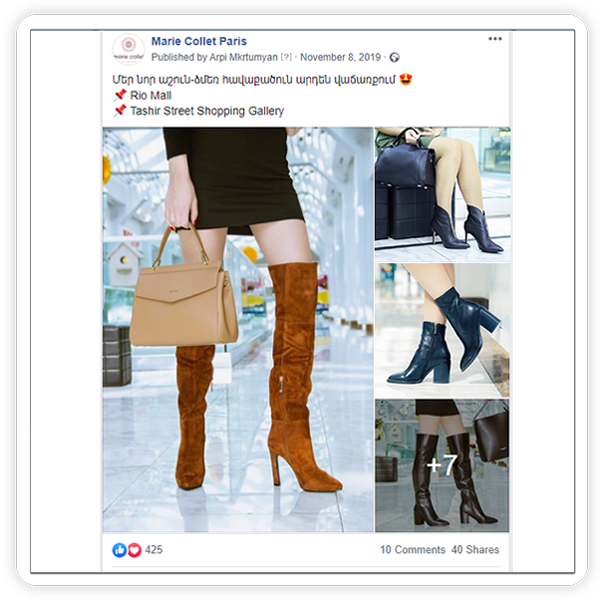 Marie Collet Paris
Published by Arpi Mkrtumyan [?] · November 8, 2019 ·
Մեր նոր աշուն-ձմեռ հավաքածուն արդեն վաճառքում 😍
📌 Rio Mall
📌 Tashir Street Shopping Gallery
+7
425
10 Comments 40 Shares